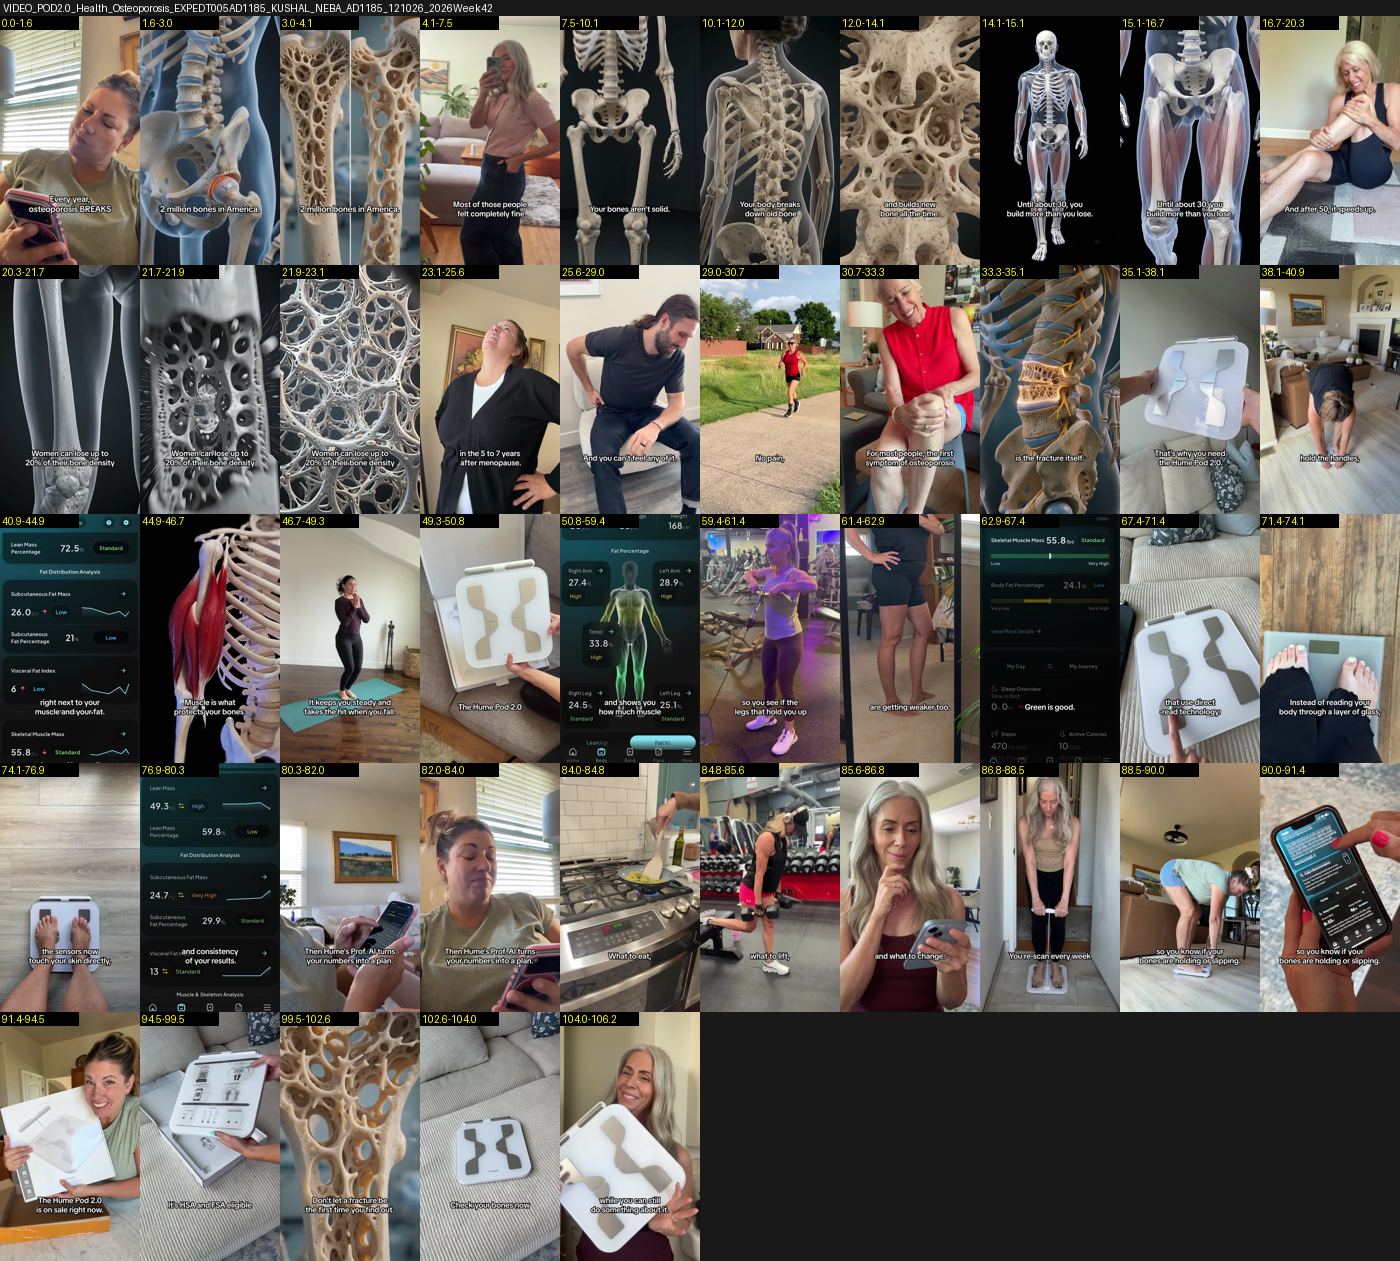 VIDEO_POD2.0_Health_Osteoporosis_EXPEDT005AD1185_KUSHAL_NEBA_AD1185_121026_2026Week42
0.0-1.6
Every year,
osteoporosis BREAKS
1.6-3.0
2 million bones in America.
3.0-4.1
2 million bones in America.
4.1-7.5
Most of those people
felt completely fine.
7.5-10.1
Your bones aren't solid.
10.1-12.0
Your body breaks
down old bone
12.0-14.1
and builds new
bone all the time.
14.1-15.1
Until about 30, you
build more than you lose.
15.1-16.7
Until about 30, you
build more than you lose.
16.7-20.3
And after 50, it speeds up.
20.3-21.7
Women can lose up to
20% of their bone density
21.7-21.9
Women can lose up to
20% of their bone density
21.9-23.1
Women can lose up to
20% of their bone density
23.1-25.6
in the 5 to 7 years
after menopause.
25.6-29.0
And you can't feel any of it.
29.0-30.7
No pain,
30.7-33.3
For most people, the first
symptom of osteoporosis
33.3-35.1
is the fracture itself.
35.1-38.1
That's why you need
the Hume Pod 2.0.
38.1-40.9
hold the handles,
40.9-44.9
Lean Mass
Percentage
72.5%
Standard
Fat Distribution Analysis
Subcutaneous Fat Mass
26.0
Low
Subcutaneous
Fat Percentage
21%
Low
Visceral Fat Index
6
Low
right next to your
muscle and your fat.
Skeletal Muscle Mass
55.8
Standard
44.9-46.7
Muscle is what
protects your bones.
46.7-49.3
It keeps you steady and
takes the hit when you fall.
49.3-50.8
The Hume Pod 2.0
50.8-59.4
Height
168
Fat Percentage
Right Arm
27.4%
High
Left Arm
28.9%
High
Torso
33.8%
High
Right Leg
24.5%
Standard
Left Leg
25.1%
Standard
and shows you
how much muscle
Lean(%)
Fat(%)
59.4-61.4
so you see if the
legs that hold you up
61.4-62.9
are getting weaker too.
62.9-67.4
Skeletal Muscle Mass
55.8 lbs
Standard
Low
Very High
Body Fat Percentage
24.1%
Low
Very low
Very High
View More Details
My Day
My Journey
Sleep Overview
Time in Bed
Green is good.
Steps
470
Active Calories
10
67.4-71.4
that use direct
-read technology.
71.4-74.1
Instead of reading your
body through a layer of glass,
74.1-76.9
the sensors now
touch your skin directly,
76.9-80.3
Lean Mass
49.3
High
Lean Mass
Percentage
59.8%
Low
Fat Distribution Analysis
Subcutaneous Fat Mass
24.7
Very High
Subcutaneous
Fat Percentage
29.9%
Standard
and consistency
of your results.
13
Standard
Muscle & Skeleton Analysis
80.3-82.0
Then Hume's Prof. AI turns
your numbers into a plan.
82.0-84.0
Then Hume's Prof. AI turns
your numbers into a plan.
84.0-84.8
What to eat,
84.8-85.6
what to lift,
85.6-86.8
and what to change.
86.8-88.5
You re-scan every week
88.5-90.0
so you know if your
bones are holding or slipping.
90.0-91.4
so you know if your
bones are holding or slipping.
91.4-94.5
The Hume Pod 2.0
is on sale right now.
94.5-99.5
It's HSA and FSA eligible
99.5-102.6
Don't let a fracture be
the first time you find out.
102.6-104.0
Check your bones now
104.0-106.2
while you can still
do something about it.